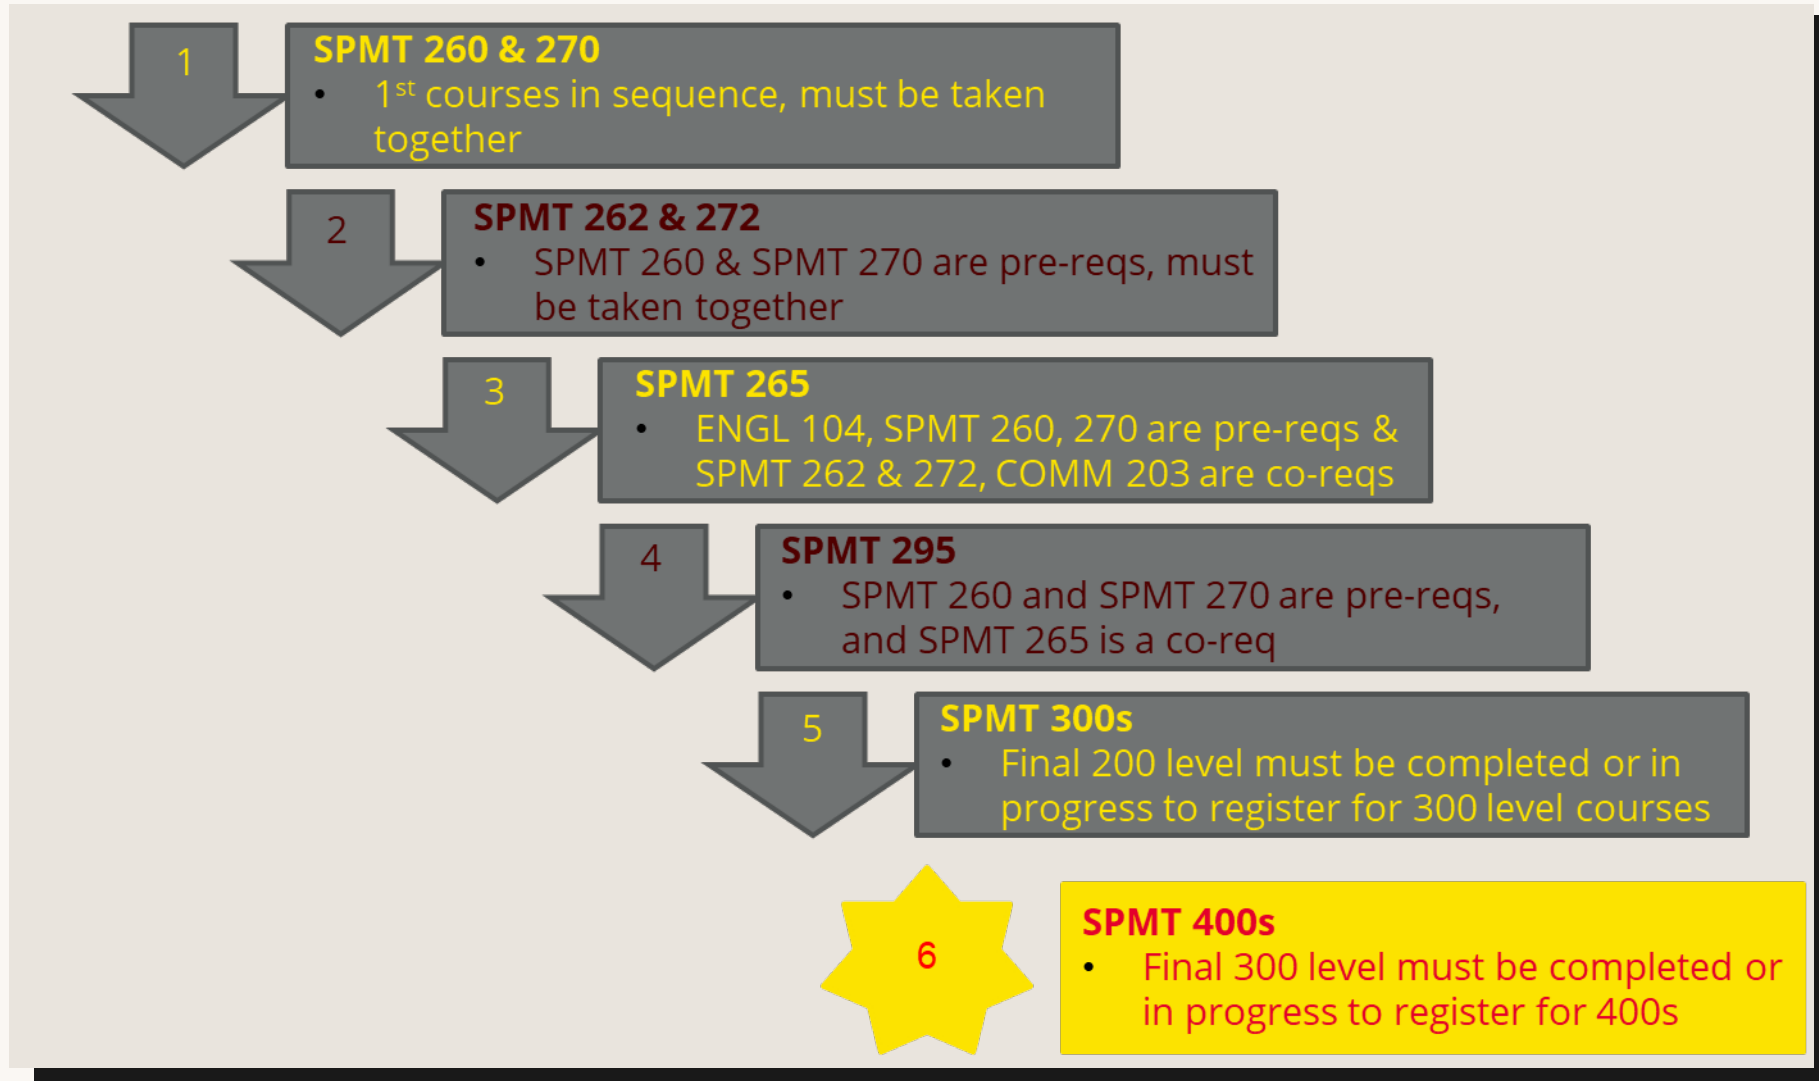 1
SPMT 260 & 270
• 1st courses in sequence, must be taken
together
2
SPMT 262 & 272
• SPMT 260 & SPMT 270 are pre-reqs, must
be taken together
3
SPMT 265
• ENGL 104, SPMT 260, 270 are pre-reqs &
SPMT 262 & 272, COMM 203 are co-reqs
4
SPMT 295
• SPMT 260 and SPMT 270 are pre-reqs,
and SPMT 265 is a co-req
5
SPMT 300s
• Final 200 level must be completed or in
progress to register for 300 level courses
6
SPMT 400s
• Final 300 level must be completed or
in progress to register for 400s